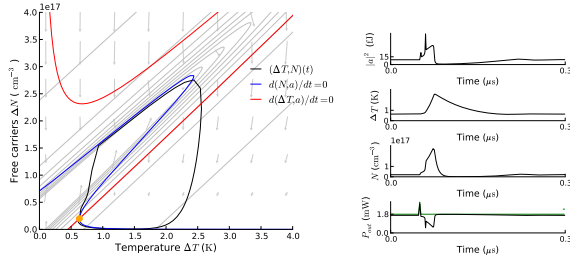 1e17
4.0
3.5
3.0
2.5
2.0
1.5
1.0
0.5
0.0
0.0 0.5 1.0 1.5 2.0 2.5 3.0 3.5 4.0
Free carriers ΔN (cm⁻³)
Temperature ΔT(K)
(ΔT,N)(t)
d(N,a)/dt=0
d(ΔT,a)/dt=0
|a|² (fJ)
15
0
0.0 0.3
Time (μs)
ΔT (K)
2
0
0.0 0.3
Time (μs)
1e17
N (cm⁻³)
2
0
0.0 0.3
Time (μs)
P_out (mW)
1.8
0.0
0.0 0.3
Time (μs)